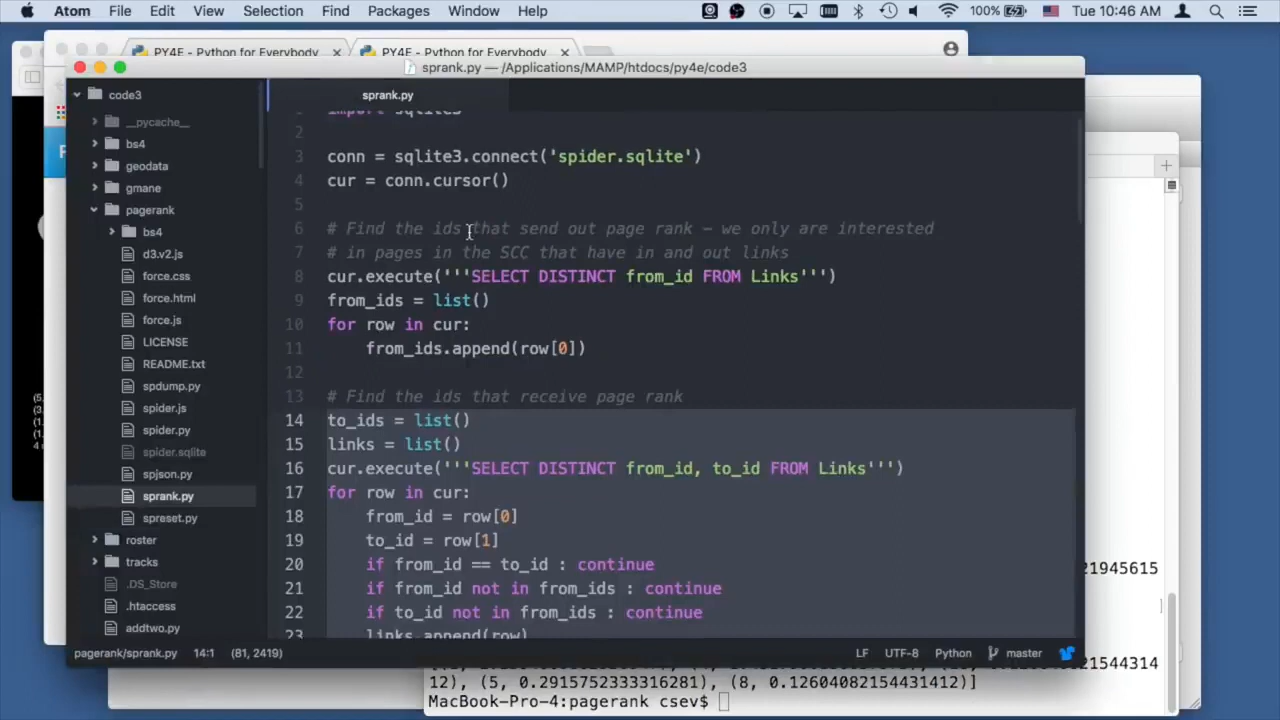 Atom File Edit View Selection Find Packages Window Help 100% Tue 10:46 AM
PY4E - Python for Everybody
PY4E - Python for Everybody
sprank.py — /Applications/MAMP/htdocs/py4e/code3
code3
__pycache__
bs4
geodata
gmane
pagerank
bs4
d3.v2.js
force.css
force.html
force.js
LICENSE
README.txt
spdump.py
spider.js
spider.py
spider.sqlite
spjson.py
sprank.py
spreset.py
roster
tracks
.DS_Store
.htaccess
addtwo.py
sprank.py
1 import sqlite3
2
3 conn = sqlite3.connect('spider.sqlite')
4 cur = conn.cursor()
5
6 # Find the ids that send out page rank - we only are interested
7 # in pages in the SCC that have in and out links
8 cur.execute('''SELECT DISTINCT from_id FROM Links''')
9 from_ids = list()
10 for row in cur:
11 from_ids.append(row[0])
12
13 # Find the ids that receive page rank
14 to_ids = list()
15 links = list()
16 cur.execute('''SELECT DISTINCT from_id, to_id FROM Links''')
17 for row in cur:
18 from_id = row[0]
19 to_id = row[1]
20 if from_id == to_id : continue
21 if from_id not in from_ids : continue
22 if to_id not in from_ids : continue
23 links.append(row)
pagerank/sprank.py 14:1 (81, 2419) LF UTF-8 Python master
21945615
21544314
12), (5, 0.2915752333316281), (8, 0.12604082154431412)]
MacBook-Pro-4:pagerank csev$